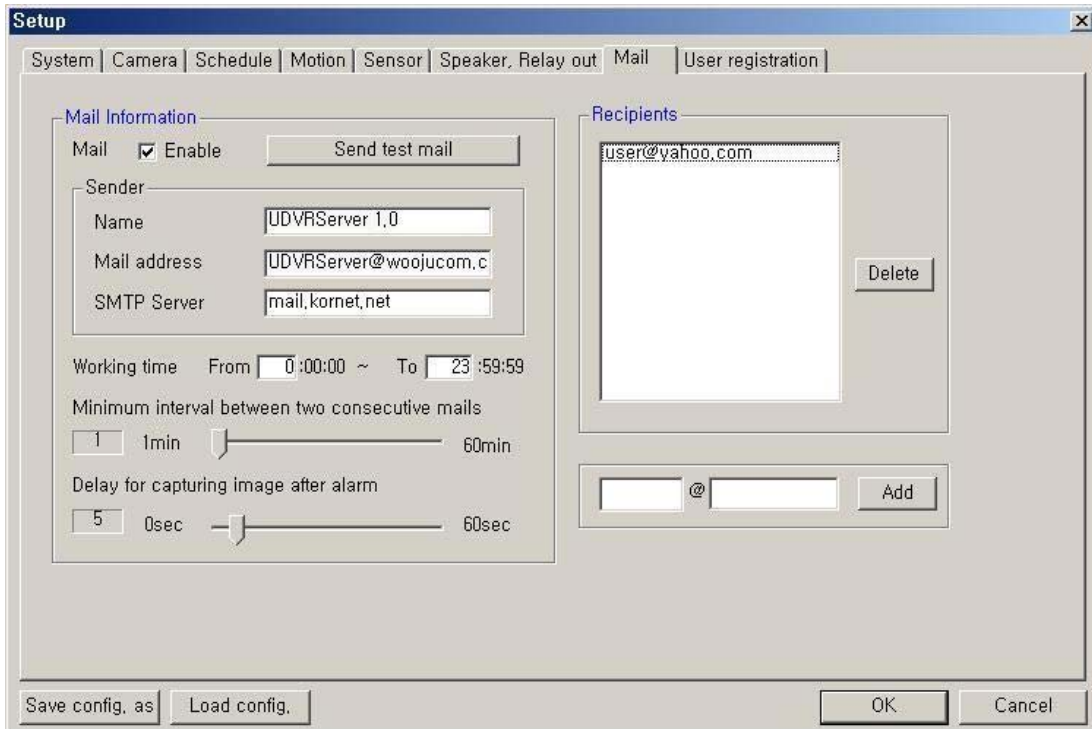 Setup
System Camera Schedule Motion Sensor Speaker, Relay out Mail User registration
Mail Information
Mail Enable Send test mail
Sender
Name UDVRServer 1,0
Mail address UDVRServer@woojucom,c
SMTP Server mail,kornet,net
Working time From 0 :00:00 ~ To 23 :59:59
Minimum interval between two consecutive mails
1 1min 60min
Delay for capturing image after alarm
5 0sec 60sec
Recipients
user@yahoo,com
Delete
@ Add
Save config, as Load config, OK Cancel